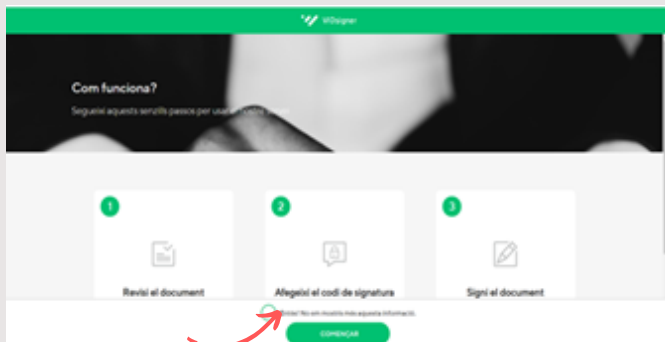 VIDsigner
Com funciona?
Segueixi aquests senzills passos per usar
1
2
3
Revisi el document
Afegeixi el codi de signatura
Signi el document
No em mostris més aquesta informació.
COMENÇAR